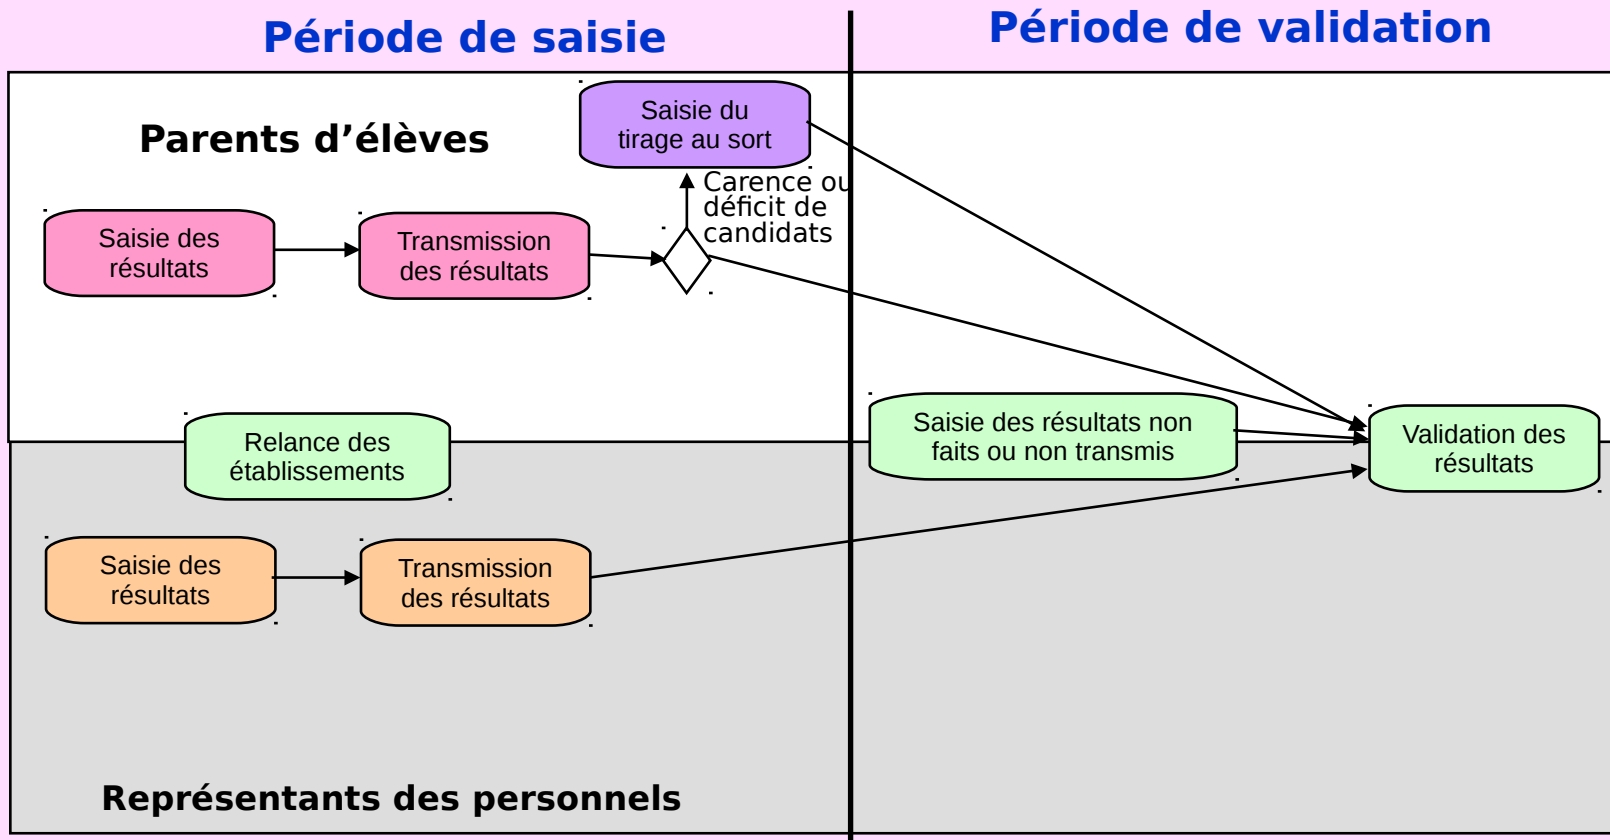 Période de saisie
Période de validation
Parents d’élèves
Saisie du
tirage au sort
Carence ou
déficit de
candidats
Saisie des
résultats
Transmission
des résultats
Relance des
établissements
Saisie des résultats non
faits ou non transmis
Validation des
résultats
Saisie des
résultats
Transmission
des résultats
Représentants des personnels